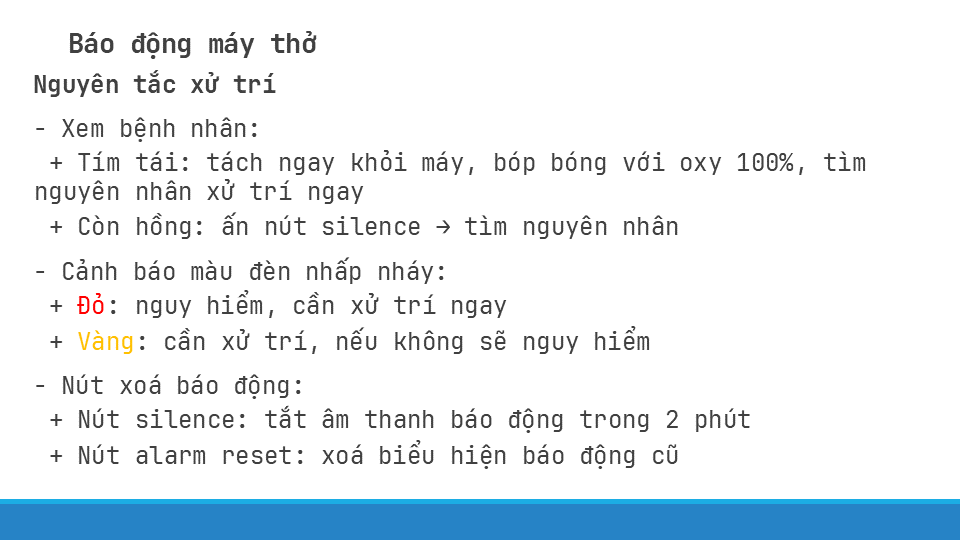 Báo động máy thở
Nguyên tắc xử trí
- Xem bệnh nhân:
+ Tím tái: tách ngay khỏi máy, bóp bóng với oxy 100%, tìm
nguyên nhân xử trí ngay
+ Còn hồng: ấn nút silence → tìm nguyên nhân
- Cảnh báo màu đèn nhấp nháy:
+ Đỏ: nguy hiểm, cần xử trí ngay
+ Vàng: cần xử trí, nếu không sẽ nguy hiểm
- Nút xoá báo động:
+ Nút silence: tắt âm thanh báo động trong 2 phút
+ Nút alarm reset: xoá biểu hiện báo động cũ